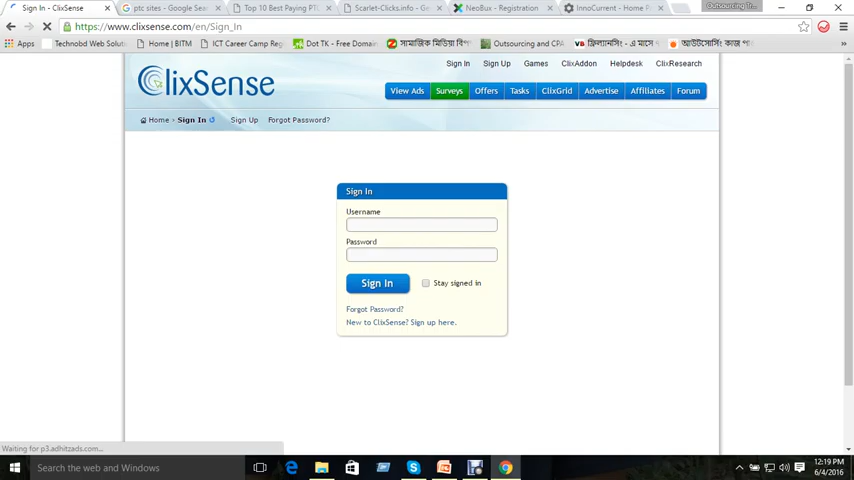 Sign In - ClixSense
ptc sites - Google Sea
Top 10 Best Paying PTC
Scarlet-Clicks.info - Ge
NeoBux - Registration
InnoCurrent - Home P
Outsourcing Tr...
https://www.clixsense.com/en/Sign_In
Apps
Technobd Web Solut
Home | BITM
ICT Career Camp Reg
Dot TK - Free Domai
সামাজিক মিডিয়া বিপ
Outsourcing and CPA
ফ্রিল্যান্সিং - এ মাসে
আউটসোর্সিং কাজ
Sign In
Sign Up
Games
ClixAddon
Helpdesk
ClixResearch
ClixSense
View Ads
Surveys
Offers
Tasks
ClixGrid
Advertise
Affiliates
Forum
Home › Sign In
Sign Up
Forgot Password?
Sign In
Username
Password
Sign In
Stay signed in
Forgot Password?
New to ClixSense? Sign up here.
Waiting for p3.adhitzads.com...
Search the web and Windows
12:19 PM
6/4/2016